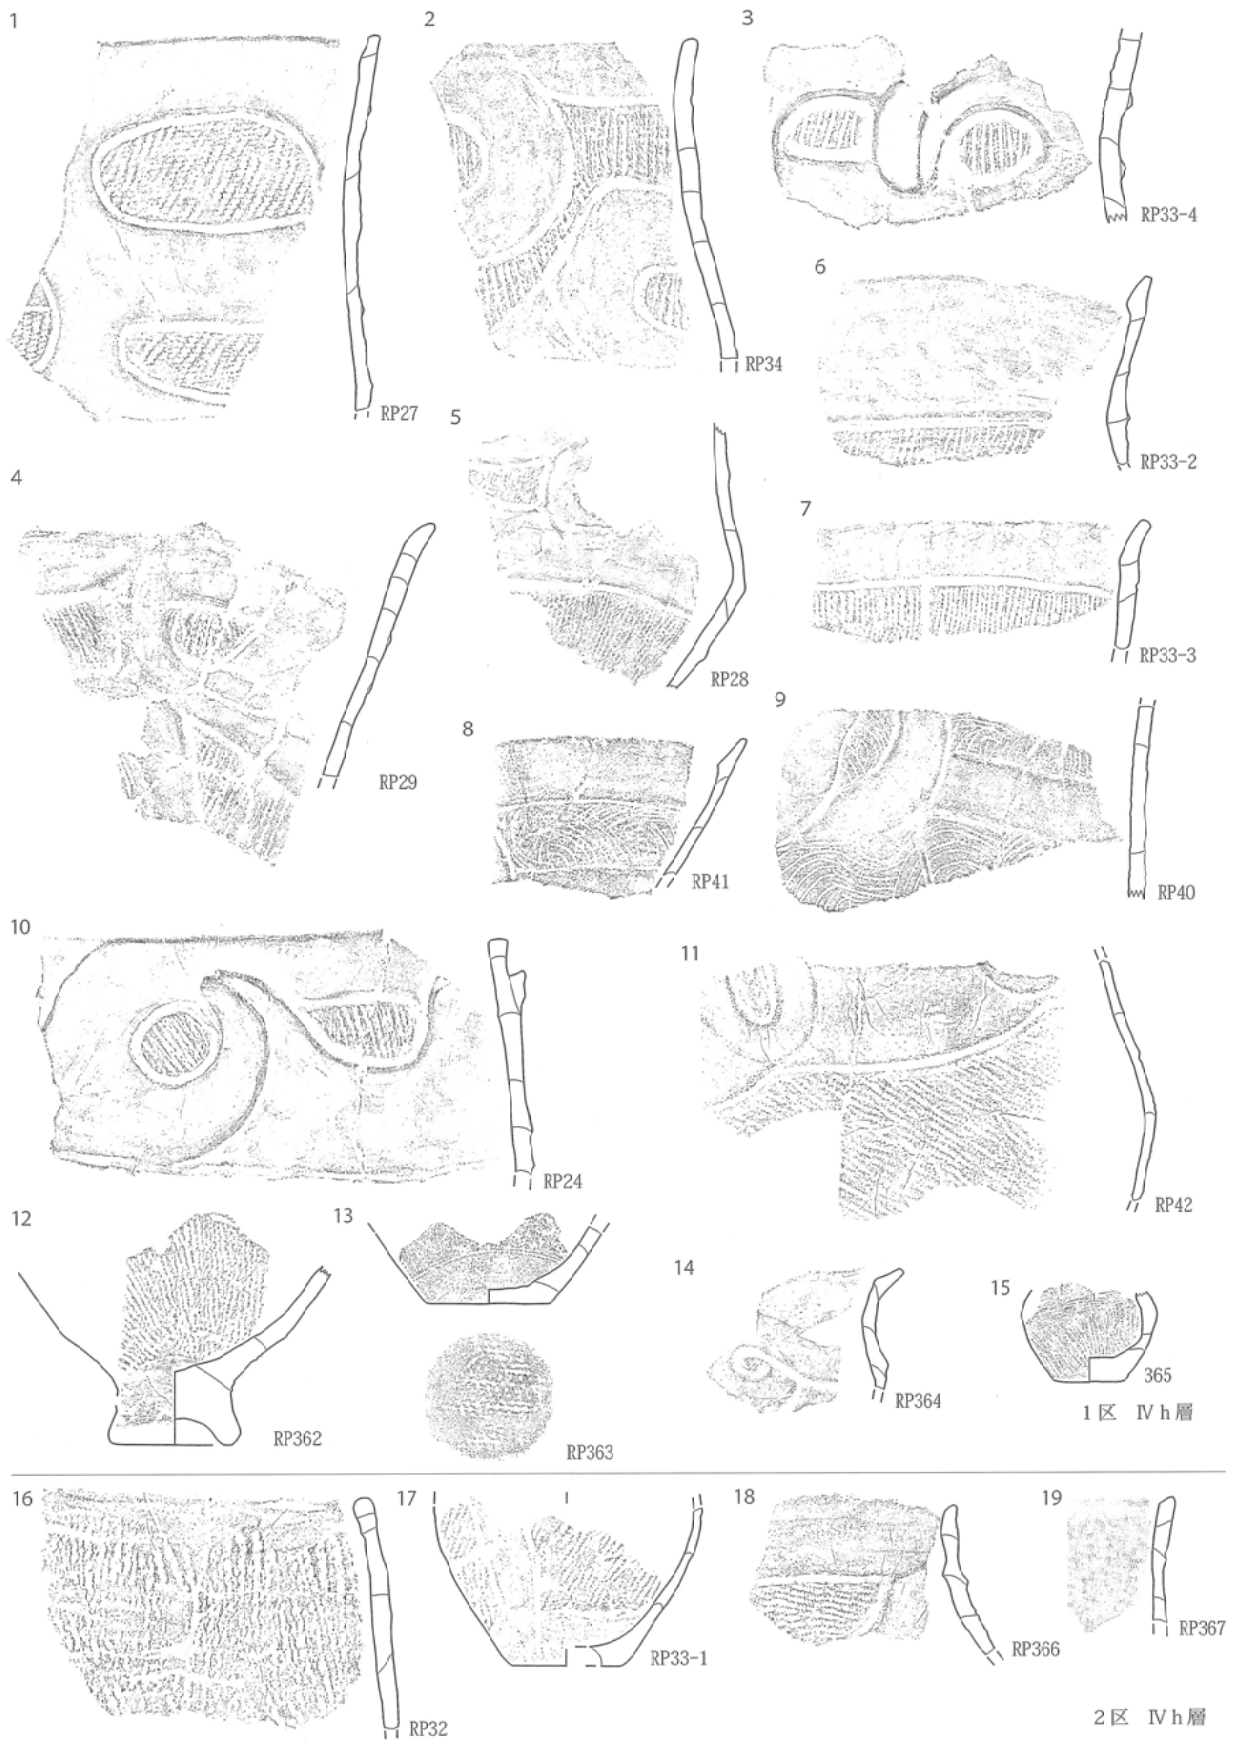 1
RP27
2
RP34
3
RP33-4
4
RP29
5
RP28
6
RP33-2
7
RP33-3
8
RP41
9
RP40
10
RP24
11
RP42
12
RP362
13
RP363
14
RP364
15
365
1区 Ⅳh層
16
RP32
17
RP33-1
18
RP366
19
RP367
2区 Ⅳh層